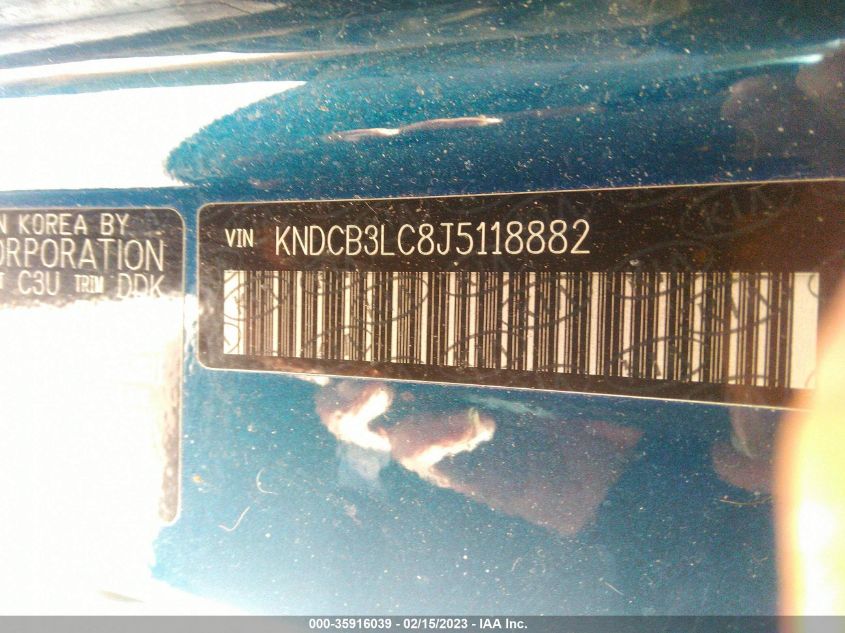 N KOREA BY
ORPORATION
C3U TRIM DDK
VIN KNDCB3LC8J5118882
000-35916039 - 02/15/2023 - IAA Inc.